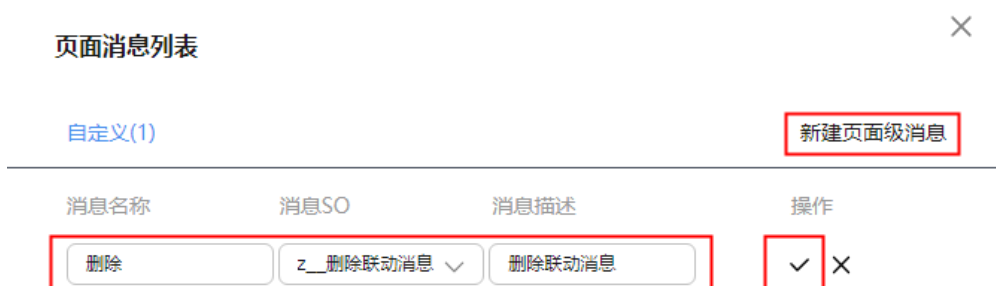 页面消息列表
自定义(1) 新建页面级消息
消息名称 消息SO 消息描述 操作
删除 z__删除联动消息 删除联动消息